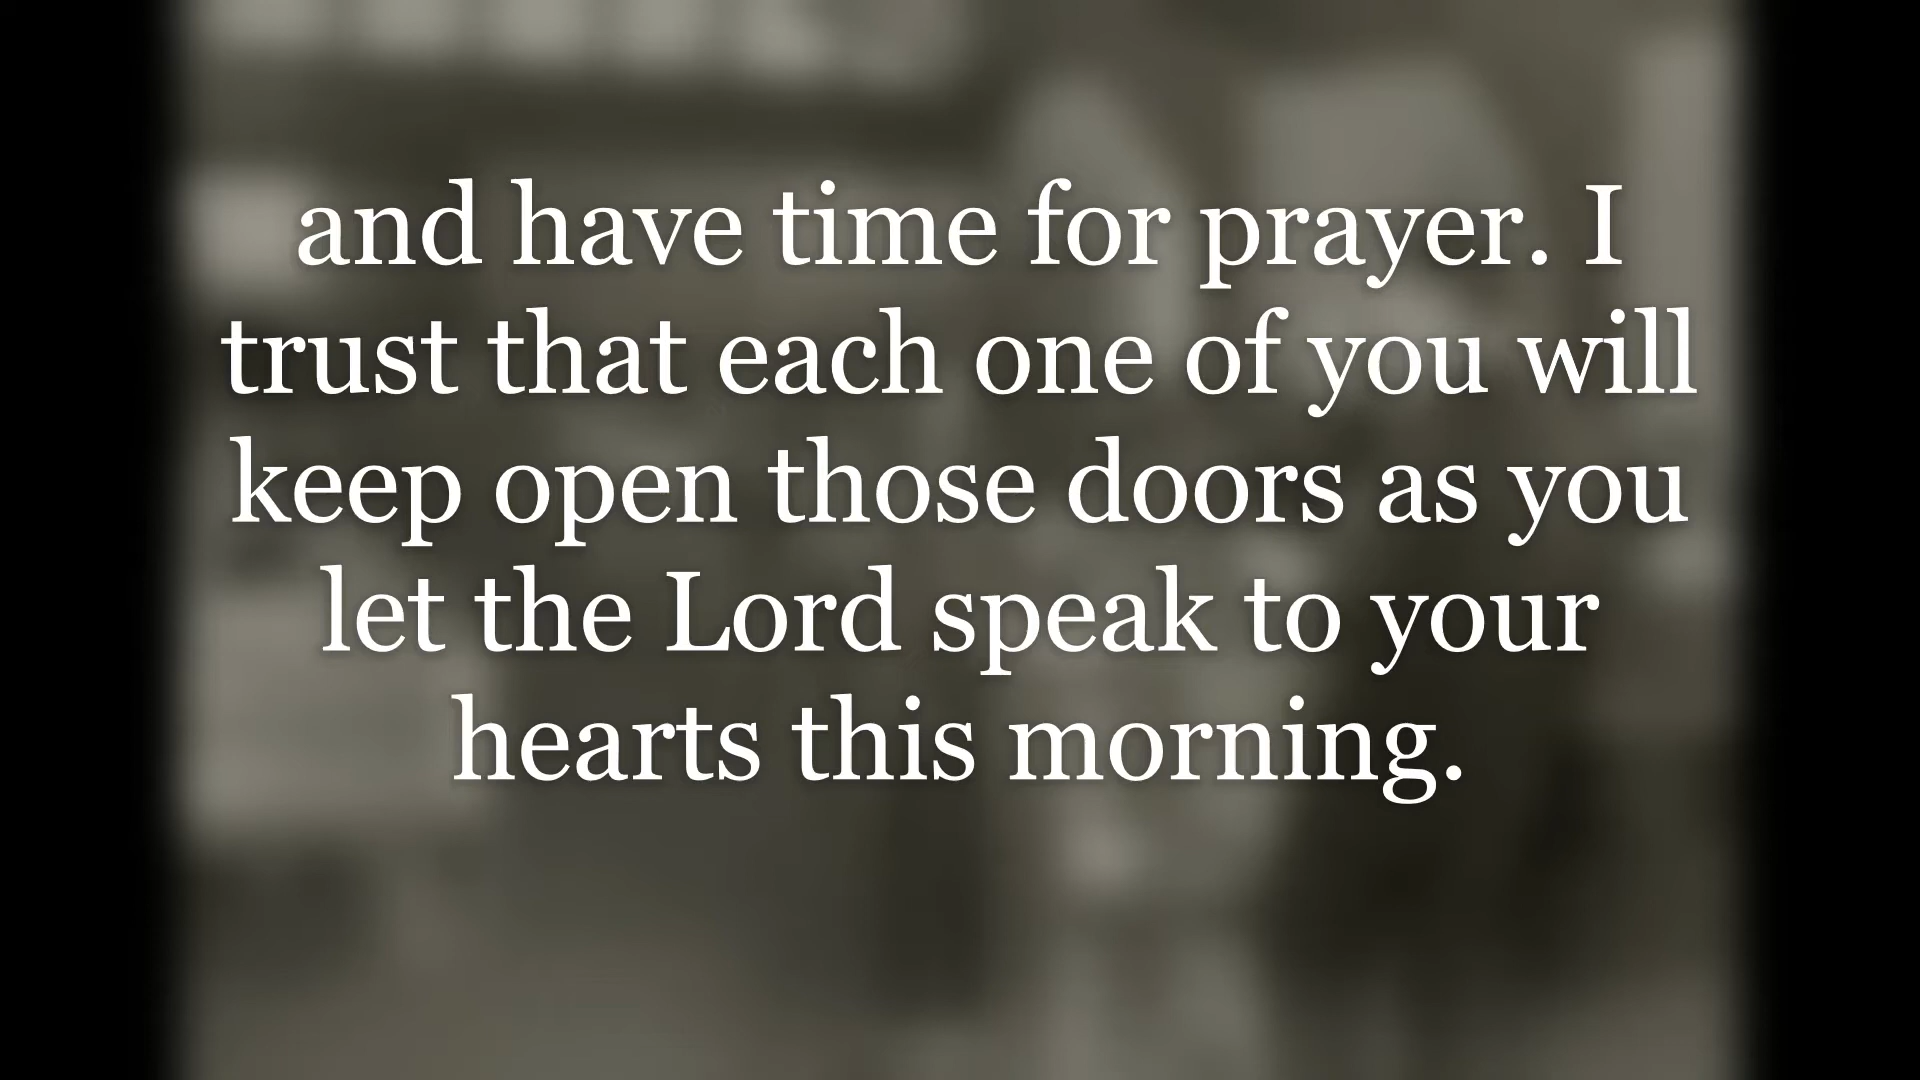 and have time for prayer. I
trust that each one of you will
keep open those doors as you
let the Lord speak to your
hearts this morning.